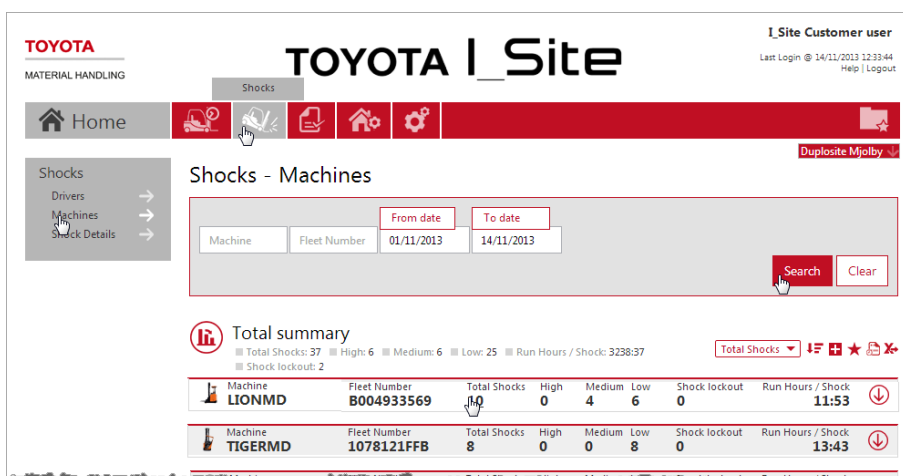 I_Site Customer user
TOYOTA
MATERIAL HANDLING
TOYOTA I_Site
Last Login @ 14/11/2013 12:33:44
Help | Logout
Shocks
Home
Duplosite Mjolby
Shocks
Drivers
Machines
Shock Details
Shocks - Machines
From date To date
Machine Fleet Number 01/11/2013 14/11/2013
Search Clear
Total summary
Total Shocks: 37 High: 6 Medium: 6 Low: 25 Run Hours / Shock: 3238:37
Shock lockout: 2
Total Shocks
Machine Fleet Number Total Shocks High Medium Low Shock lockout Run Hours / Shock
LIONMD B004933569 10 0 4 6 0 11:53
Machine Fleet Number Total Shocks High Medium Low Shock lockout Run Hours / Shock
TIGERMD 1078121FFB 8 0 0 8 0 13:43